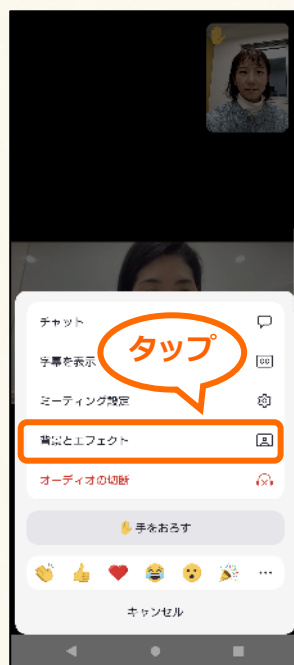 チャット
字幕を表示
タップ
ミーティング設定
背景とエフェクト
オーディオの切断
手をおろす
キャンセル